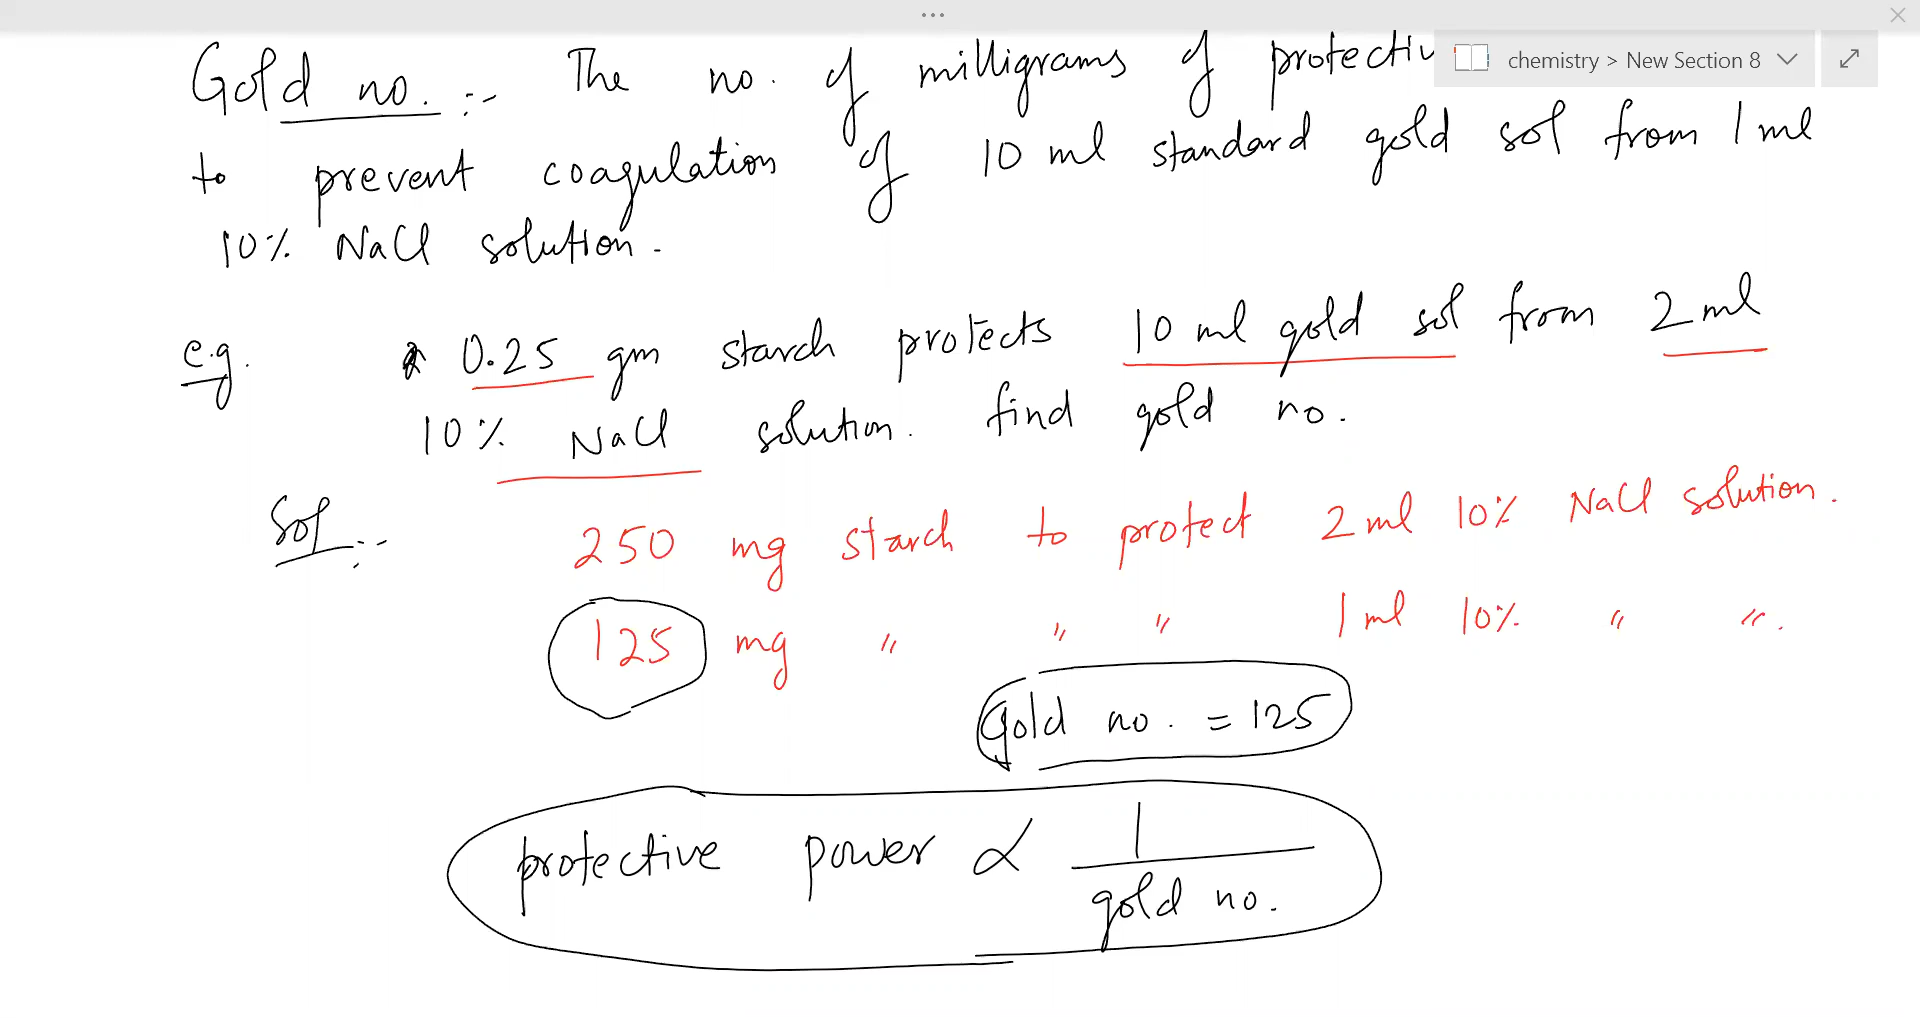 chemistry > New Section 8
Gold no. :- The no. of milligrams of protectiv
to prevent coagulation of 10 ml standard gold sol from 1 ml
10% NaCl solution.
e.g. 0.25 gm starch protects 10 ml gold sol from 2 ml
10% NaCl solution. find gold no.
Sol :-
250 mg starch to protect 2 ml 10% NaCl solution.
125 mg " " " 1 ml 10% " ".
gold no. = 125
protective power ∝ 1
gold no.